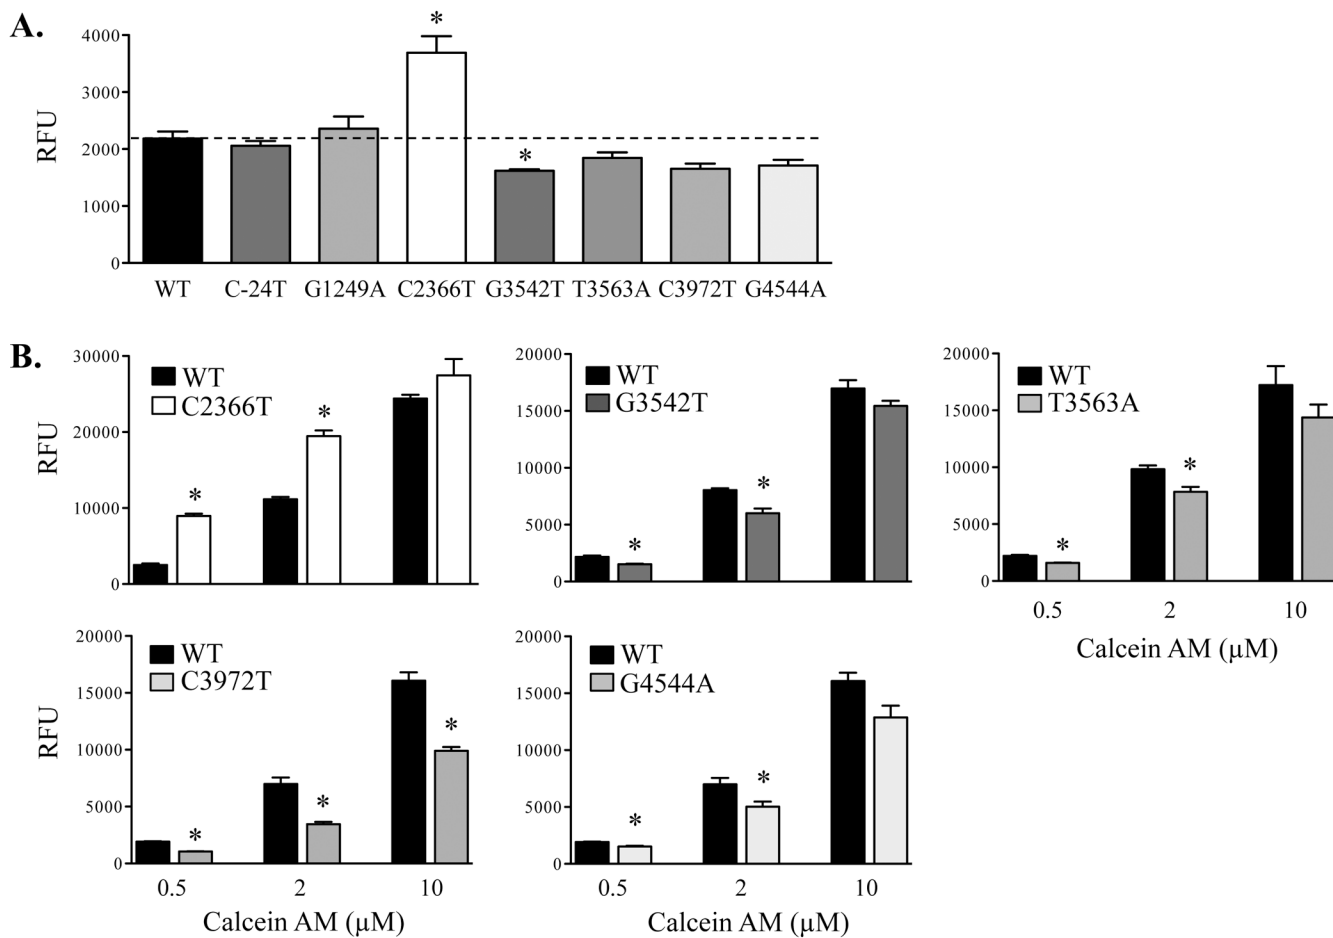 A.
RFU
4000
3000
2000
1000
0
*
*
WT C-24T G1249A C2366T G3542T T3563A C3972T G4544A
B.
RFU
30000
20000
10000
0
WT
C2366T
*
*
20000
15000
10000
5000
0
WT
G3542T
*
*
20000
15000
10000
5000
0
WT
T3563A
*
*
0.5 2 10
Calcein AM (µM)
RFU
20000
15000
10000
5000
0
WT
C3972T
*
*
*
0.5 2 10
Calcein AM (µM)
20000
15000
10000
5000
0
WT
G4544A
*
*
0.5 2 10
Calcein AM (µM)